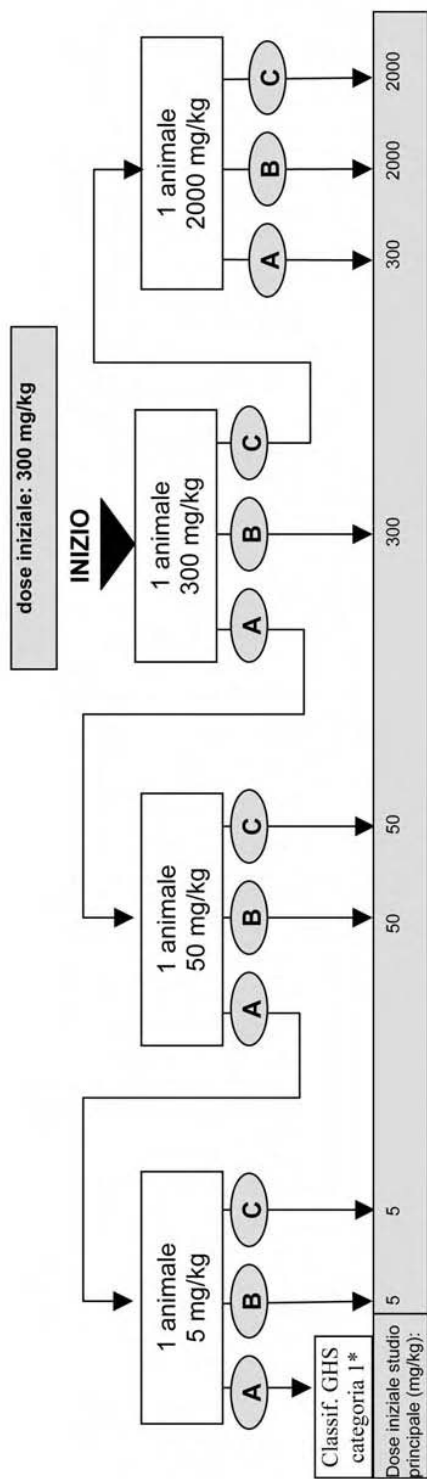 dose iniziale: 300 mg/kg
INIZIO
1 animale
5 mg/kg
1 animale
50 mg/kg
1 animale
300 mg/kg
1 animale
2000 mg/kg
A
B
C
A
B
C
A
B
C
A
B
C
Classif. GHS
categoria 1*
Dose iniziale studio
principale (mg/kg):
5
5
50
50
300
300
2000
2000